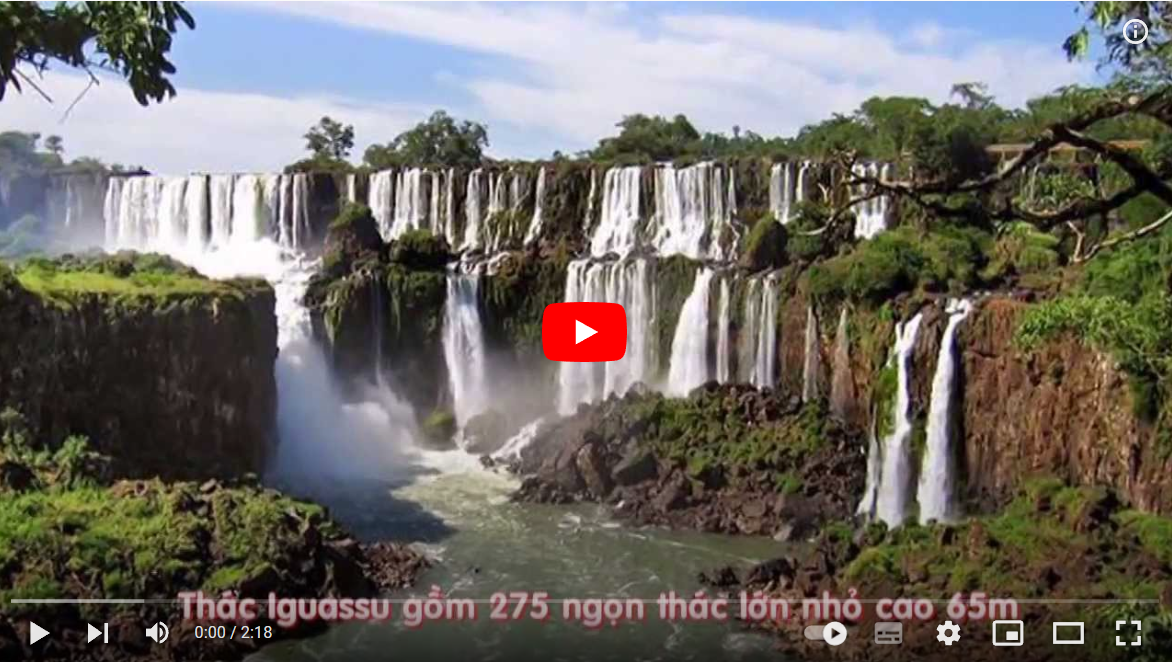 Thác Iguassu gồm 275 ngọn thác lớn nhỏ cao 65m
0:00 / 2:18